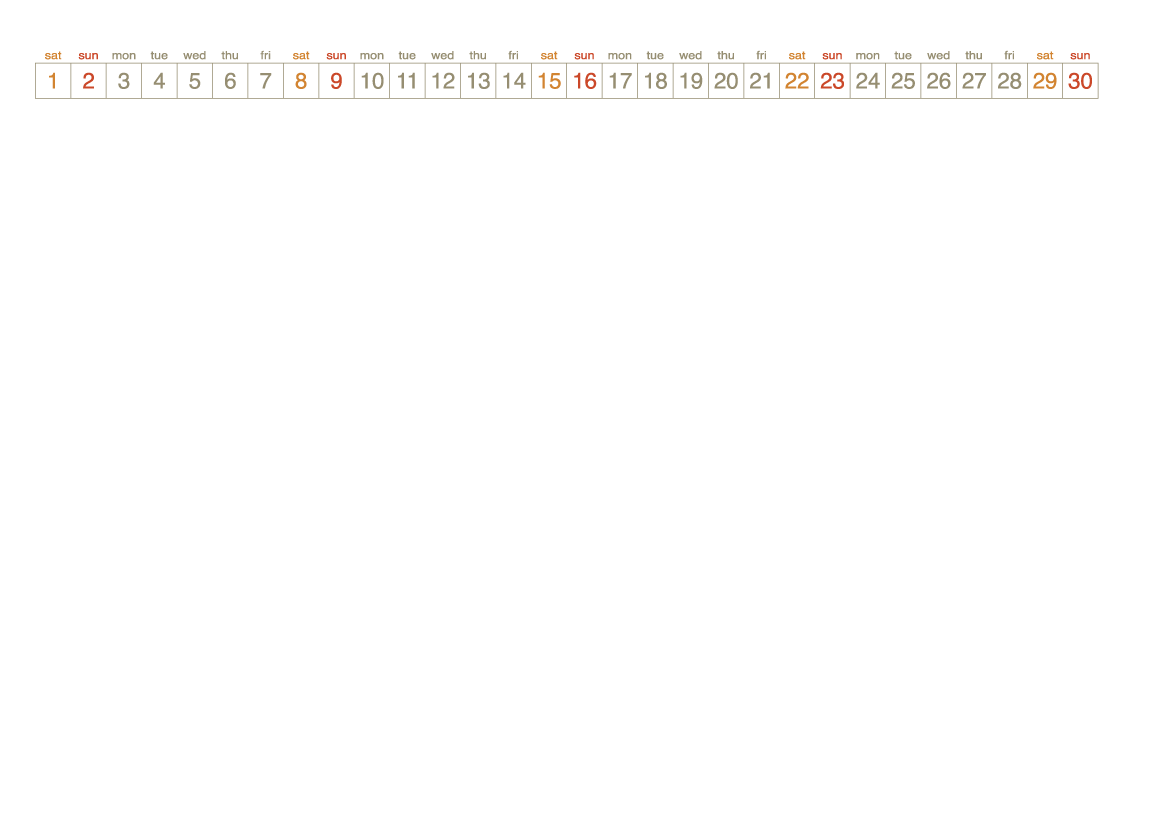 sat sun mon tue wed thu fri sat sun mon tue wed thu fri sat sun mon tue wed thu fri sat sun mon tue wed thu fri sat sun
1 2 3 4 5 6 7 8 9 10 11 12 13 14 15 16 17 18 19 20 21 22 23 24 25 26 27 28 29 30